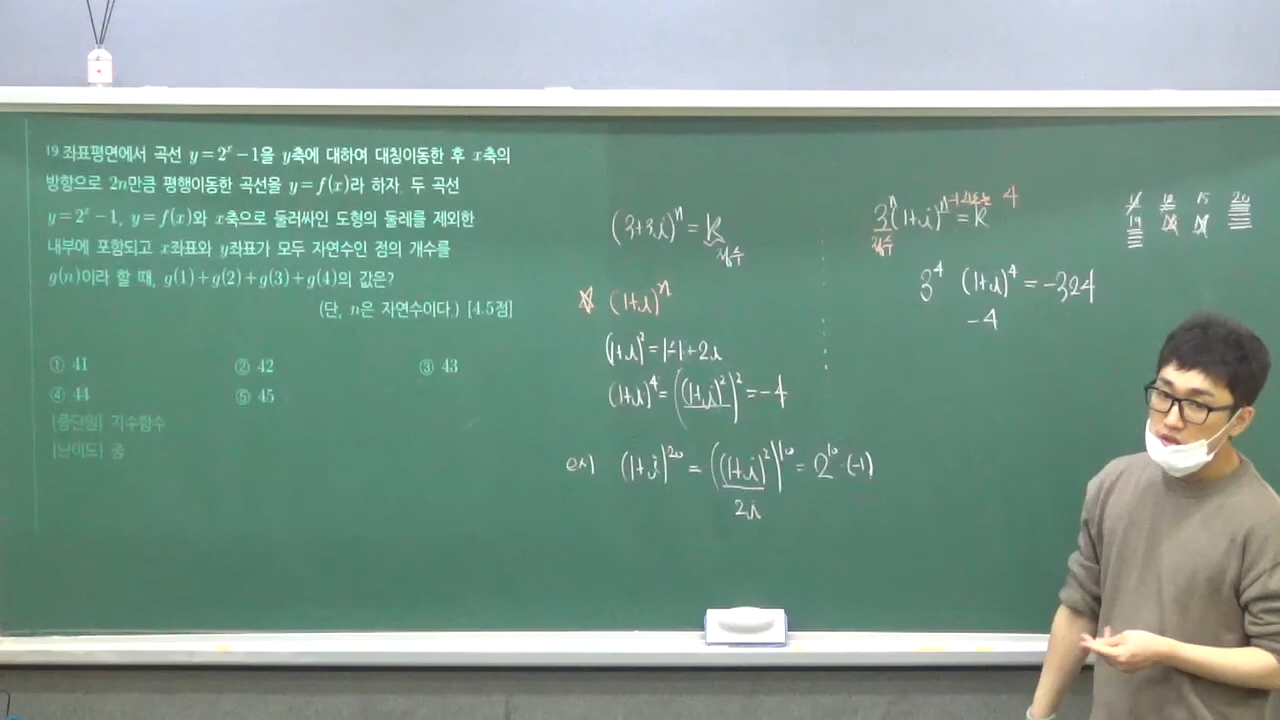 19 좌표평면에서 곡선 y=2^x-1을 y축에 대하여 대칭이동한 후 x축의
방향으로 2n만큼 평행이동한 곡선을 y=f(x)라 하자. 두 곡선
y=2^x-1, y=f(x)와 x축으로 둘러싸인 도형의 둘레를 제외한
내부에 포함되고 x좌표와 y좌표가 모두 자연수인 점의 개수를
g(n)이라 할 때, g(1)+g(2)+g(3)+g(4)의 값은?
(단, n은 자연수이다.) [4.5점]
① 41 ② 42 ③ 43
④ 44 ⑤ 45
[중단원] 지수함수
[난이도] 중
(3+3i)^n = k
☆ (1+i)^n
(1+i)^2 = 1-1+2i
(1+i)^4 = ((1+i)^2)^2 = -4
ex) (1+i)^20 = ((1+i)^2)^10 = 2^10·(-1)
2i
3^n(1+i)^n = k 4
3^4 (1+i)^4 = -324
-4
15 20
19